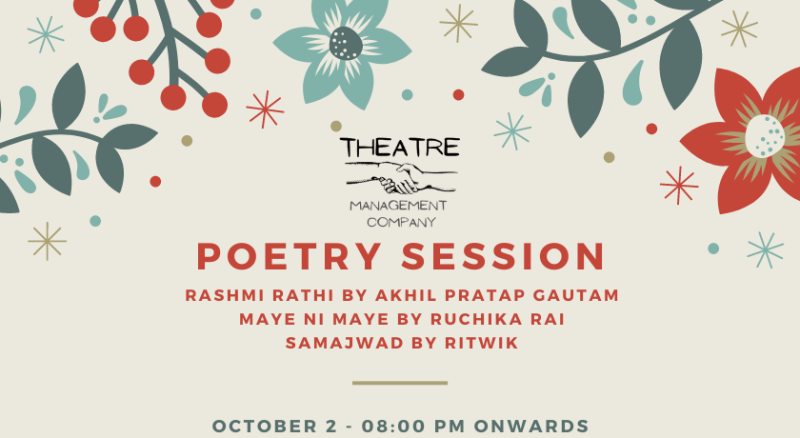 THEATRE
MANAGEMENT
COMPANY
POETRY SESSION
RASHMI RATHI BY AKHIL PRATAP GAUTAM
MAYE NI MAYE BY RUCHIKA RAI
SAMAJWAD BY RITWIK
OCTOBER 2 - 08:00 PM ONWARDS